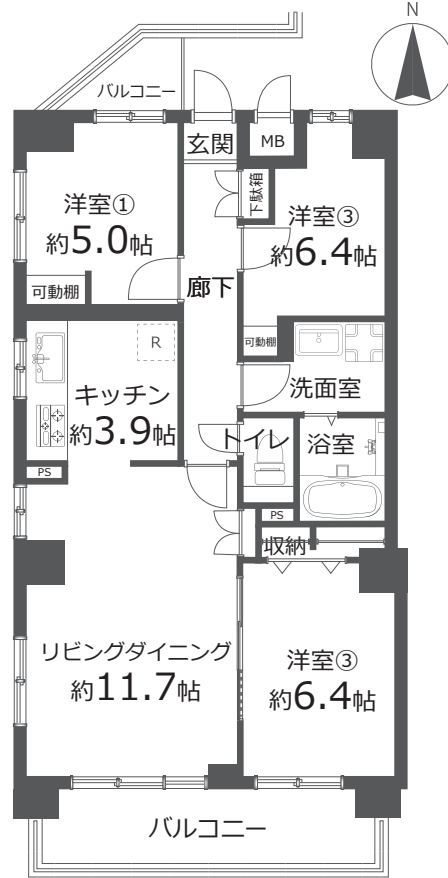 N
バルコニー
玄関
MB
下駄箱
洋室①
約5.0帖
洋室③
約6.4帖
可動棚
廊下
R
可動棚
キッチン
約3.9帖
洗面室
トイレ
浴室
PS
PS
収納
リビングダイニング
約11.7帖
洋室③
約6.4帖
バルコニー